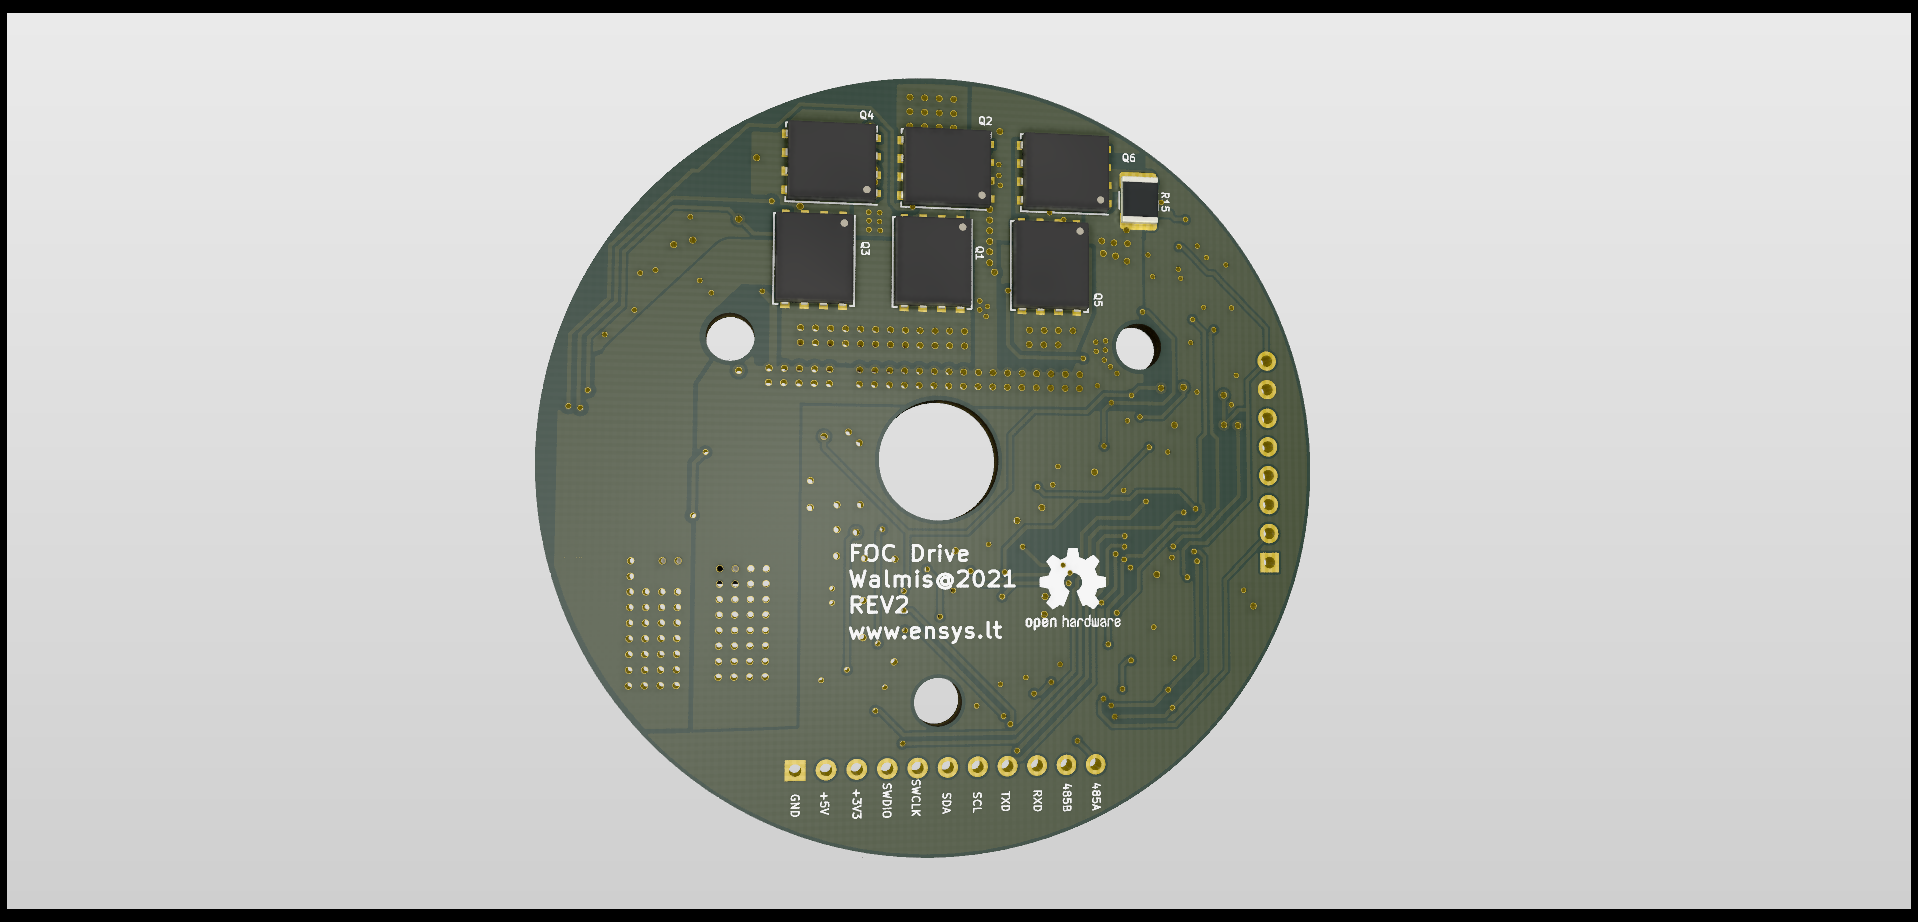 Q4
Q2
Q6
R15
Q3
Q1
Q5
FOC Drive
Walmis@2021
REV2
www.ensys.lt
open hardware
GND
+5V
+3V3
SWDIO
SWCLK
SDA
SCL
TXD
RXD
485B
485A